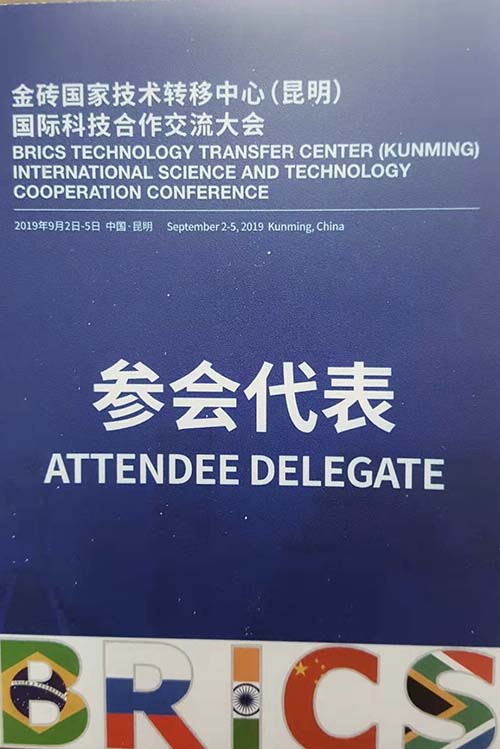 金砖国家技术转移中心（昆明）
国际科技合作交流大会
BRICS TECHNOLOGY TRANSFER CENTER (KUNMING)
INTERNATIONAL SCIENCE AND TECHNOLOGY
COOPERATION CONFERENCE
2019年9月2日-5日 中国·昆明 September 2-5, 2019 Kunming, China
参会代表
ATTENDEE DELEGATE
BRICS